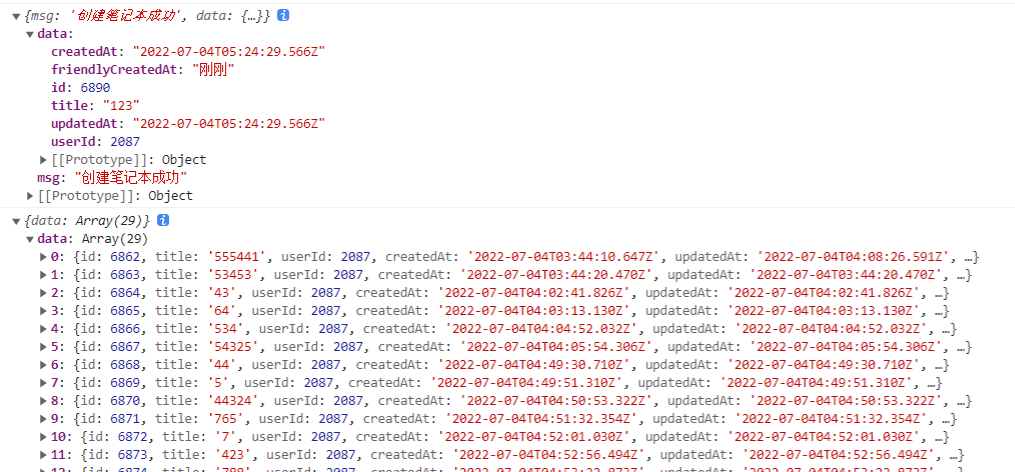 ▼{msg: '创建笔记本成功', data: {…}} i
▼data:
createdAt: "2022-07-04T05:24:29.566Z"
friendlyCreatedAt: "刚刚"
id: 6890
title: "123"
updatedAt: "2022-07-04T05:24:29.566Z"
userId: 2087
▶[[Prototype]]: Object
msg: "创建笔记本成功"
▶[[Prototype]]: Object
▼{data: Array(29)} i
▼data: Array(29)
▶0: {id: 6862, title: '555441', userId: 2087, createdAt: '2022-07-04T03:44:10.647Z', updatedAt: '2022-07-04T04:08:26.591Z', …}
▶1: {id: 6863, title: '53453', userId: 2087, createdAt: '2022-07-04T03:44:20.470Z', updatedAt: '2022-07-04T03:44:20.470Z', …}
▶2: {id: 6864, title: '43', userId: 2087, createdAt: '2022-07-04T04:02:41.826Z', updatedAt: '2022-07-04T04:02:41.826Z', …}
▶3: {id: 6865, title: '64', userId: 2087, createdAt: '2022-07-04T04:03:13.130Z', updatedAt: '2022-07-04T04:03:13.130Z', …}
▶4: {id: 6866, title: '534', userId: 2087, createdAt: '2022-07-04T04:04:52.032Z', updatedAt: '2022-07-04T04:04:52.032Z', …}
▶5: {id: 6867, title: '54325', userId: 2087, createdAt: '2022-07-04T04:05:54.306Z', updatedAt: '2022-07-04T04:05:54.306Z', …}
▶6: {id: 6868, title: '44', userId: 2087, createdAt: '2022-07-04T04:49:30.710Z', updatedAt: '2022-07-04T04:49:30.710Z', …}
▶7: {id: 6869, title: '5', userId: 2087, createdAt: '2022-07-04T04:49:51.310Z', updatedAt: '2022-07-04T04:49:51.310Z', …}
▶8: {id: 6870, title: '44324', userId: 2087, createdAt: '2022-07-04T04:50:53.322Z', updatedAt: '2022-07-04T04:50:53.322Z', …}
▶9: {id: 6871, title: '765', userId: 2087, createdAt: '2022-07-04T04:51:32.354Z', updatedAt: '2022-07-04T04:51:32.354Z', …}
▶10: {id: 6872, title: '7', userId: 2087, createdAt: '2022-07-04T04:52:01.030Z', updatedAt: '2022-07-04T04:52:01.030Z', …}
▶11: {id: 6873, title: '423', userId: 2087, createdAt: '2022-07-04T04:52:56.494Z', updatedAt: '2022-07-04T04:52:56.494Z', …}